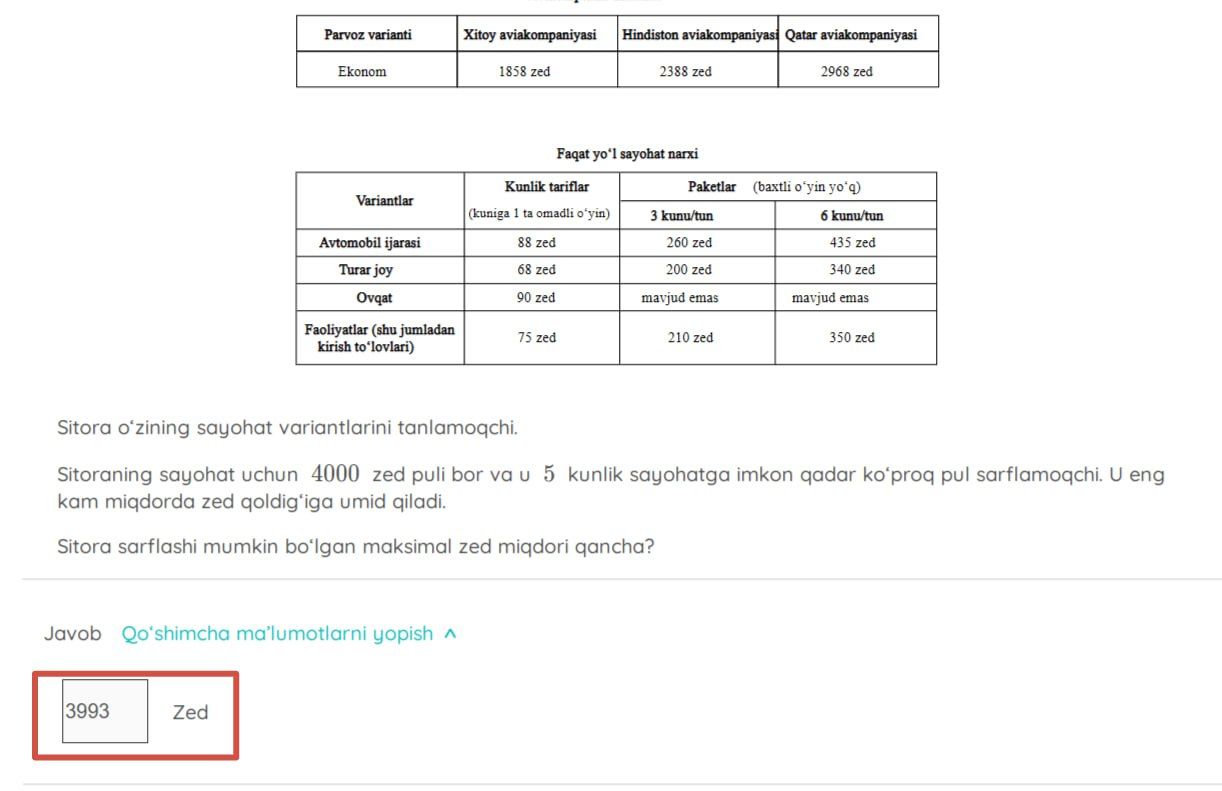 Parvoz varianti Xitoy aviakompaniyasi Hindiston aviakompaniyasi Qatar aviakompaniyasi
Ekonom 1858 zed 2388 zed 2968 zed
Faqat yo‘l sayohat narxi
Variantlar Kunlik tariflar (kuniga 1 ta omadli o‘yin) Paketlar (baxtli o‘yin yo‘q)
3 kunu/tun 6 kunu/tun
Avtomobil ijarasi 88 zed 260 zed 435 zed
Turar joy 68 zed 200 zed 340 zed
Ovqat 90 zed mavjud emas mavjud emas
Faoliyatlar (shu jumladan
kirish to‘lovlari) 75 zed 210 zed 350 zed
Sitora o‘zining sayohat variantlarini tanlamoqchi.
Sitoraning sayohat uchun 4000 zed puli bor va u 5 kunlik sayohatga imkon qadar ko‘proq pul sarflamoqchi. U eng
kam miqdorda zed qoldig‘iga umid qiladi.
Sitora sarflashi mumkin bo‘lgan maksimal zed miqdori qancha?
Javob Qo‘shimcha ma’lumotlarni yopish ^
3993 Zed